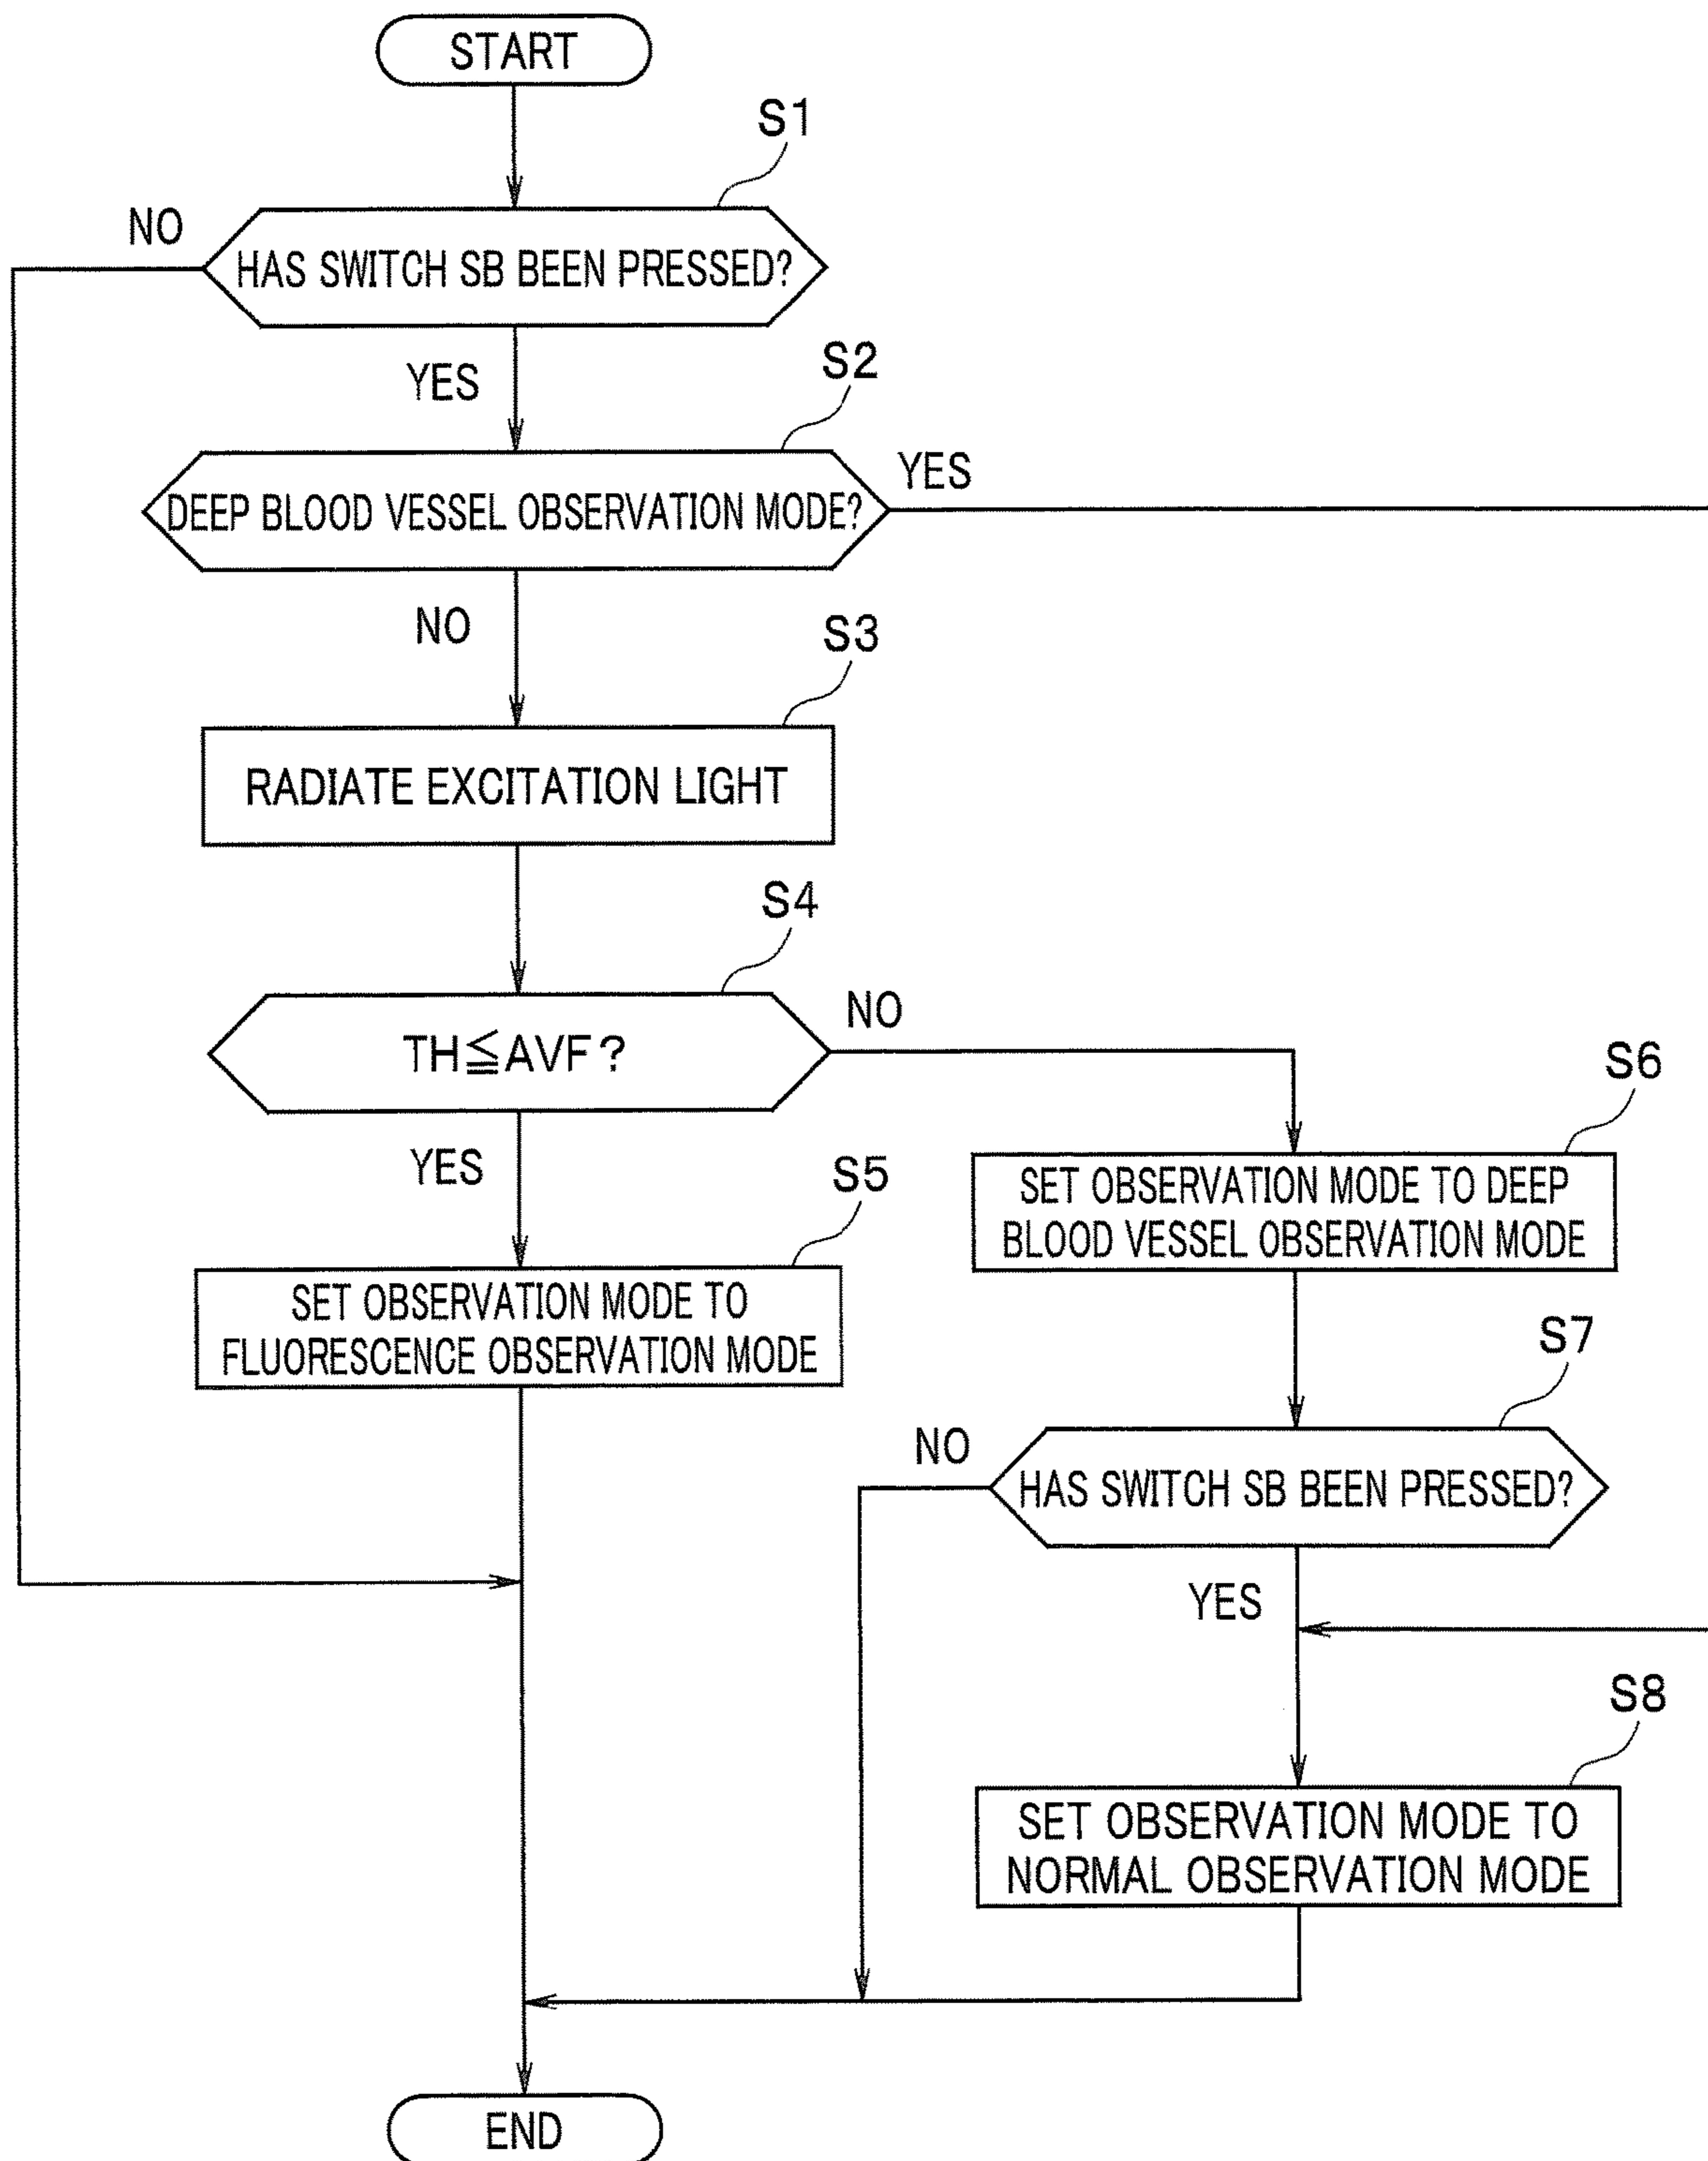 START
S1
NO
HAS SWITCH SB BEEN PRESSED?
YES
S2
YES
DEEP BLOOD VESSEL OBSERVATION MODE?
NO
S3
RADIATE EXCITATION LIGHT
S4
NO
TH≦AVF?
S6
YES
SET OBSERVATION MODE TO DEEP
BLOOD VESSEL OBSERVATION MODE
S5
SET OBSERVATION MODE TO
FLUORESCENCE OBSERVATION MODE
S7
NO
HAS SWITCH SB BEEN PRESSED?
YES
S8
SET OBSERVATION MODE TO
NORMAL OBSERVATION MODE
END